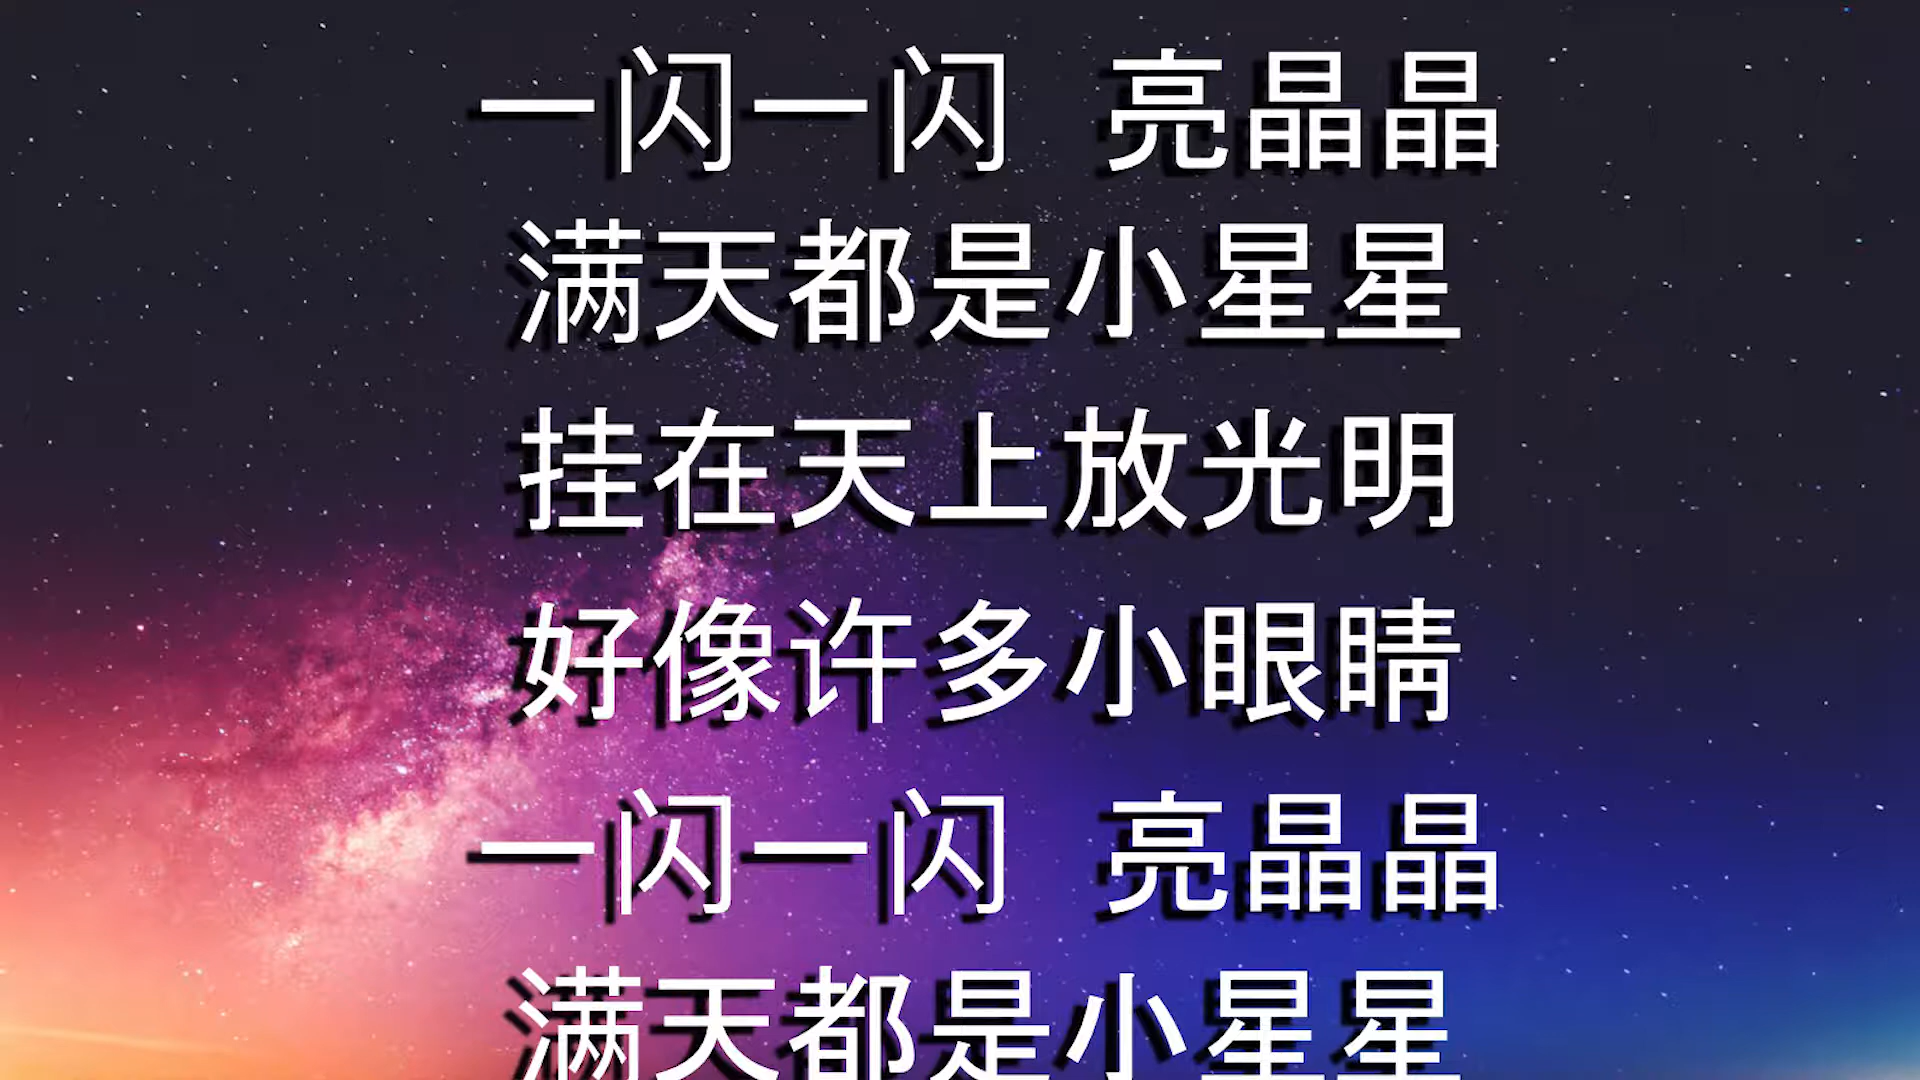 一闪一闪 亮晶晶
满天都是小星星
挂在天上放光明
好像许多小眼睛
一闪一闪 亮晶晶
满天都是小星星